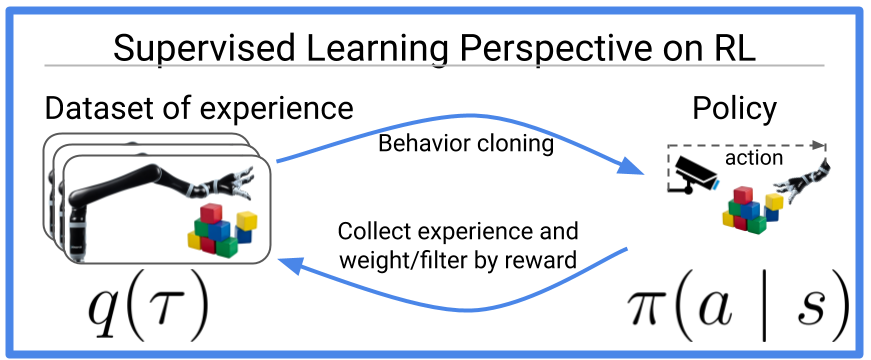 Supervised Learning Perspective on RL
Dataset of experience
Policy
Behavior cloning
action
Collect experience and
weight/filter by reward
q(τ)
π(a | s)